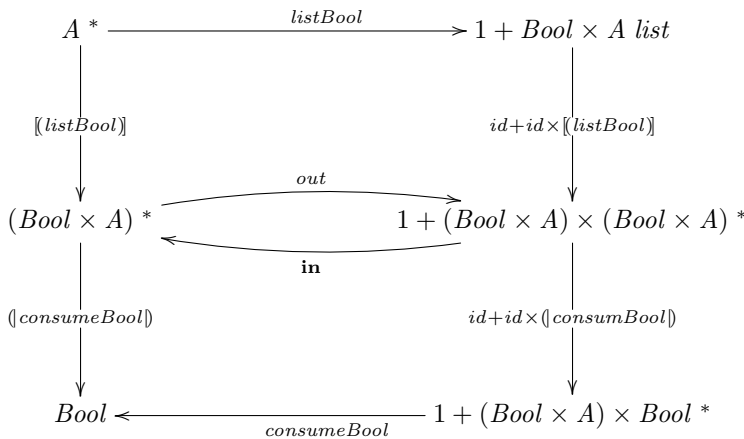 A * listBool 1 + Bool × A list
[(listBool)] id+id×[(listBool)]
out
(Bool × A) * 1 + (Bool × A) × (Bool × A) *
in
(|consumeBool|) id+id×(|consumBool|)
Bool 1 + (Bool × A) × Bool *
consumeBool